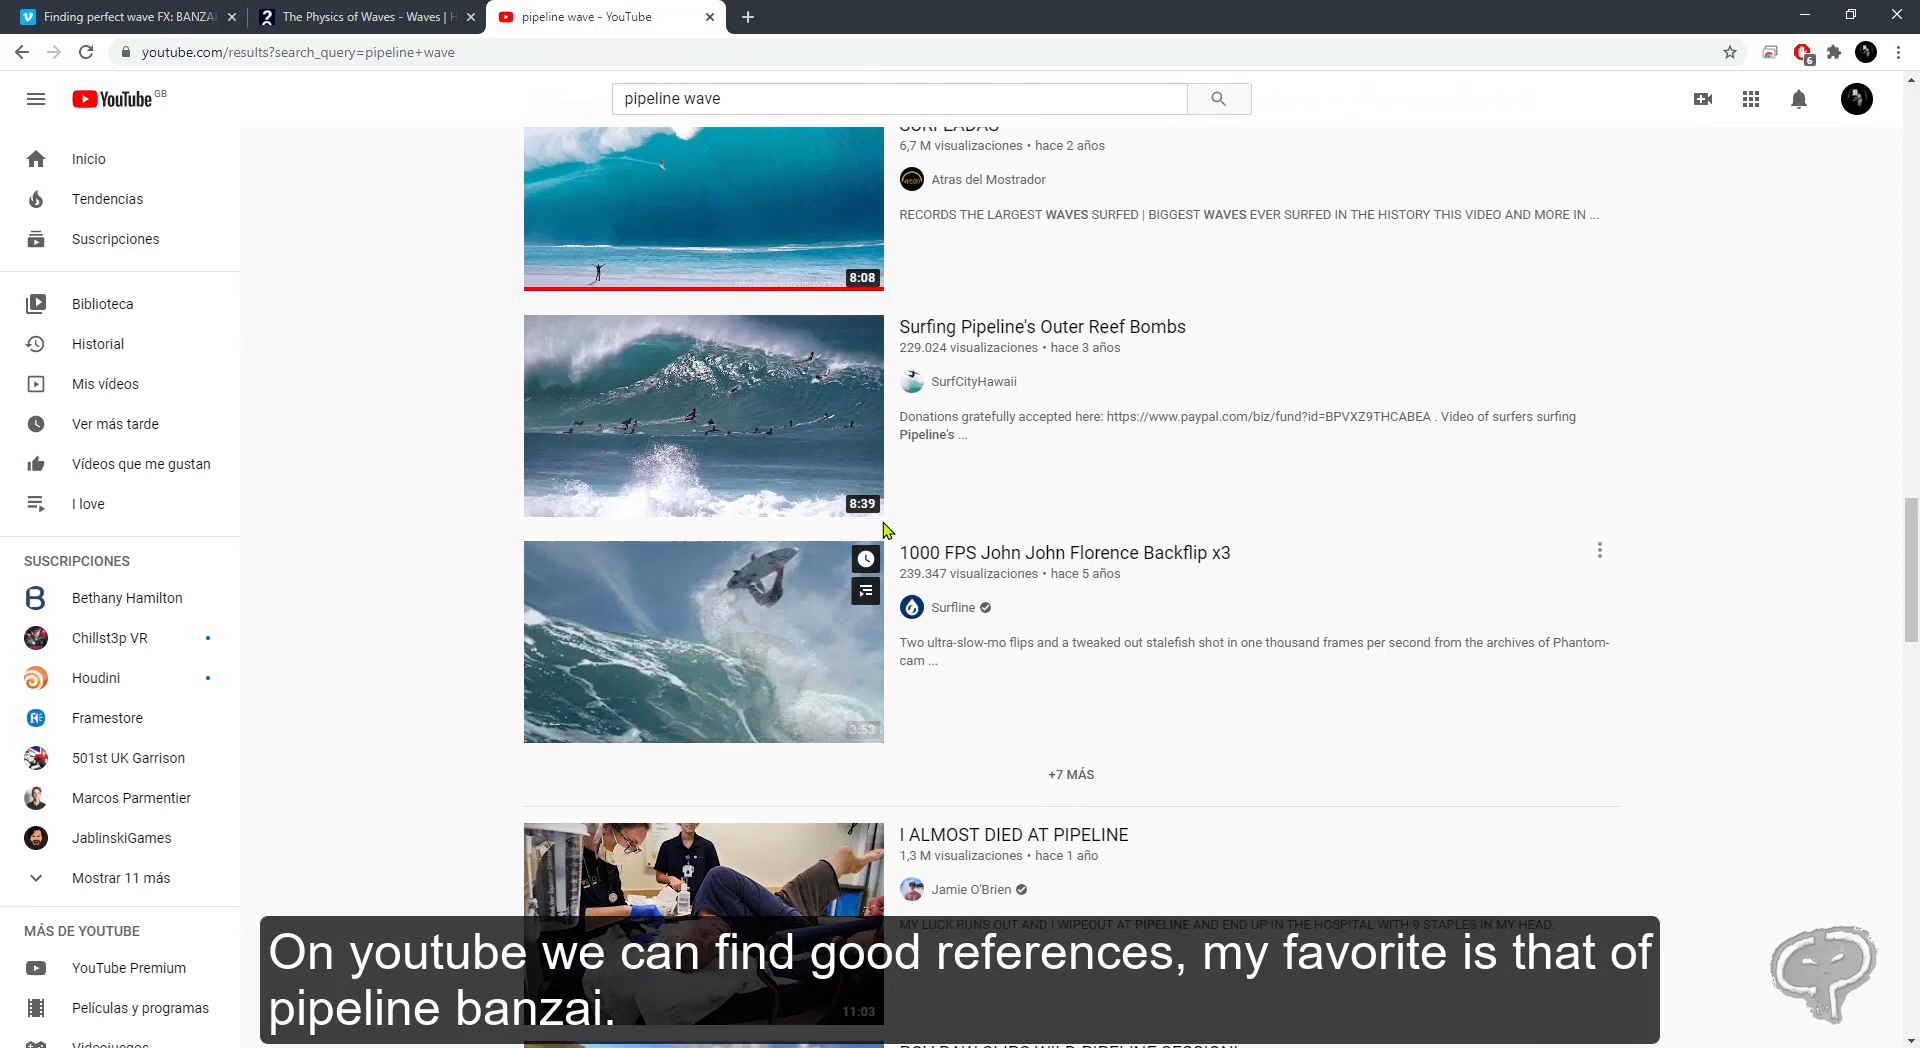 Finding perfect wave FX: BANZAI
The Physics of Waves - Waves | H
pipeline wave - YouTube
youtube.com/results?search_query=pipeline+wave
6
YouTube GB
pipeline wave
Inicio
Tendencias
Suscripciones
Biblioteca
Historial
Mis vídeos
Ver más tarde
Vídeos que me gustan
I love
SUSCRIPCIONES
Bethany Hamilton
Chillst3p VR
Houdini
Framestore
501st UK Garrison
Marcos Parmentier
JablinskiGames
Mostrar 11 más
MÁS DE YOUTUBE
YouTube Premium
Películas y programas
Videojuegos
SURFEADAS
6,7 M visualizaciones • hace 2 años
Atras del Mostrador
RECORDS THE LARGEST WAVES SURFED | BIGGEST WAVES EVER SURFED IN THE HISTORY THIS VIDEO AND MORE IN ...
8:08
Surfing Pipeline's Outer Reef Bombs
229.024 visualizaciones • hace 3 años
SurfCityHawaii
Donations gratefully accepted here: https://www.paypal.com/biz/fund?id=BPVXZ9THCABEA . Video of surfers surfing
Pipeline's ...
8:39
1000 FPS John John Florence Backflip x3
239.347 visualizaciones • hace 5 años
Surfline
Two ultra-slow-mo flips and a tweaked out stalefish shot in one thousand frames per second from the archives of Phantom-
cam ...
3:53
+7 MÁS
I ALMOST DIED AT PIPELINE
1,3 M visualizaciones • hace 1 año
Jamie O'Brien
MY LUCK RUNS OUT AND I WIPEOUT AT PIPELINE AND END UP IN THE HOSPITAL WITH 9 STAPLES IN MY HEAD.
11:03
On youtube we can find good references, my favorite is that of
pipeline banzai.
POV RAW CLIPS WILD PIPELINE SESSION!